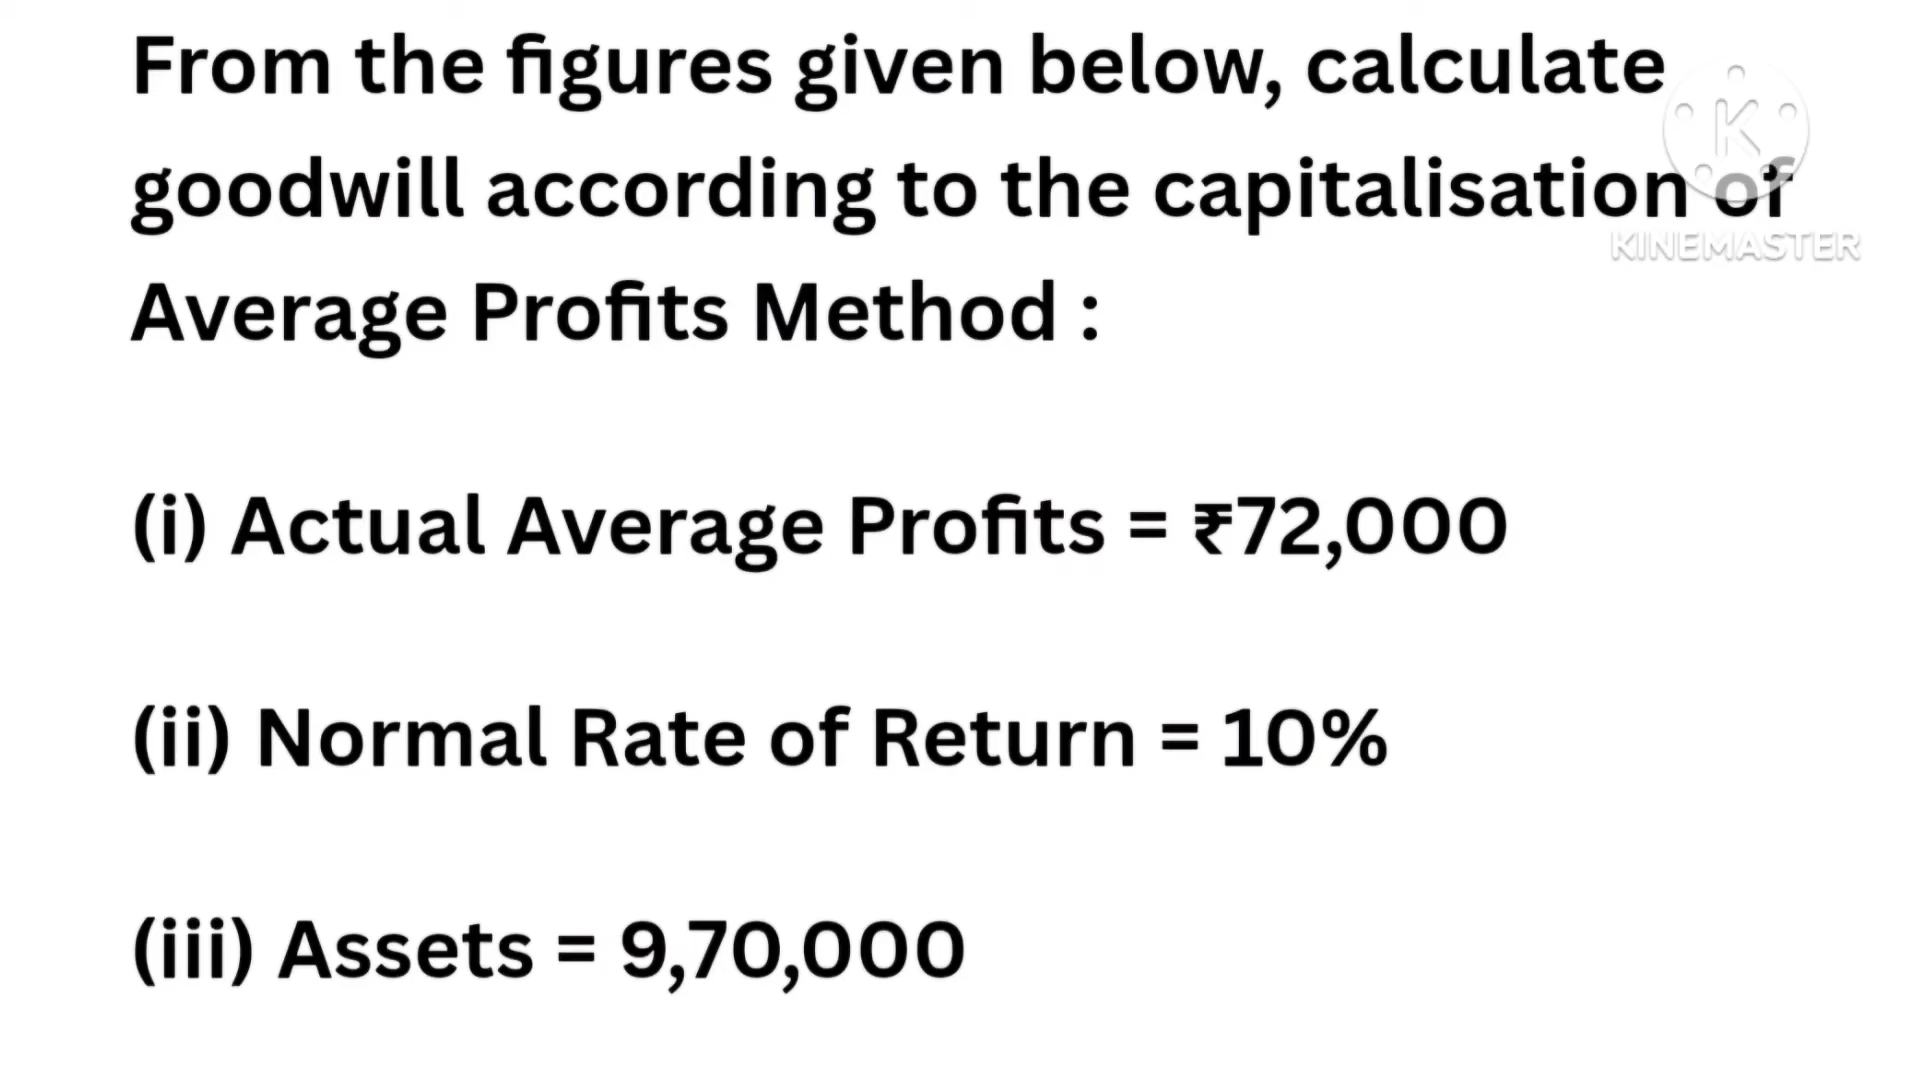 From the figures given below, calculate
goodwill according to the capitalisation of
KINEMASTER
Average Profits Method :
(i) Actual Average Profits = ₹72,000
(ii) Normal Rate of Return = 10%
(iii) Assets = 9,70,000